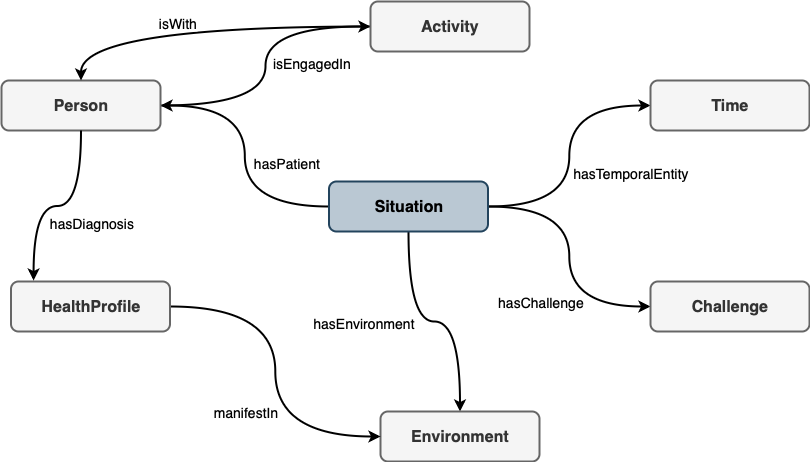 isWith
Activity
isEngagedIn
Person
Time
hasPatient
hasTemporalEntity
Situation
hasDiagnosis
HealthProfile
hasChallenge
Challenge
hasEnvironment
manifestIn
Environment